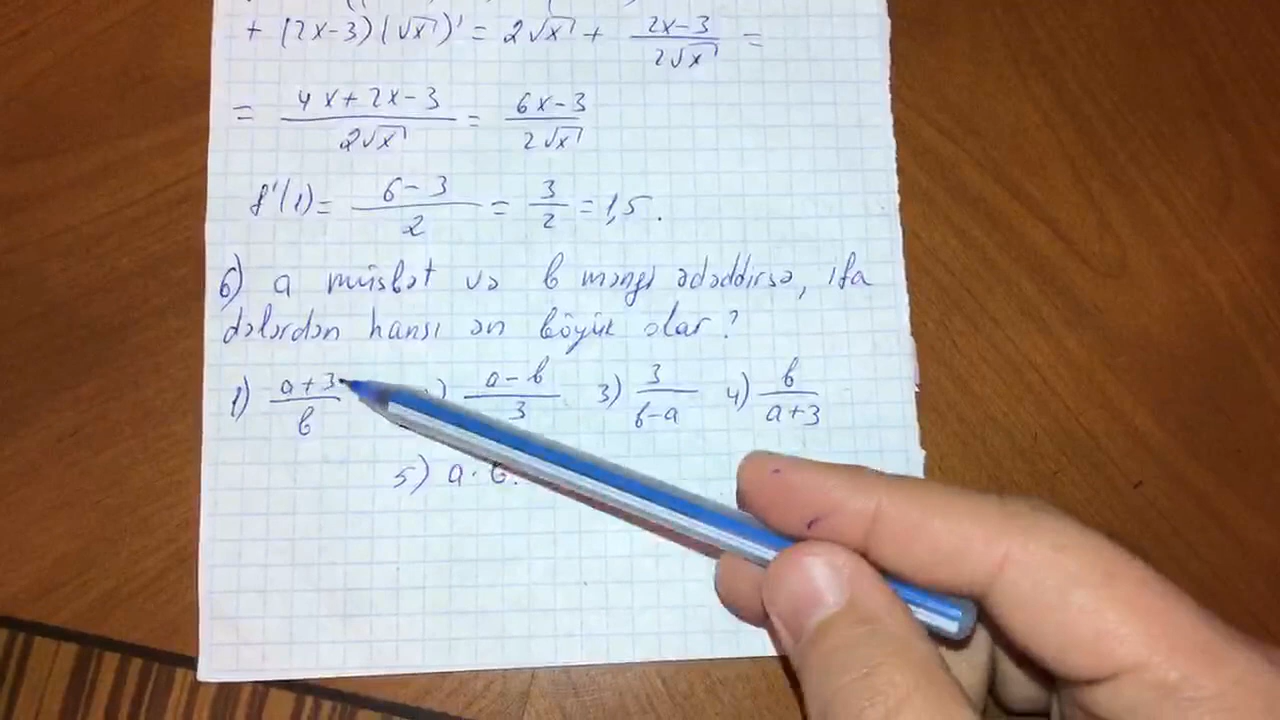 + (2x-3)(√x)' = 2√x + (2x-3)/(2√x) =
= (4x+2x-3)/(2√x) = (6x-3)/(2√x)
f'(1) = (6-3)/2 = 3/2 = 1,5.
6) a müsbət və b mənfi ədəddirsə, ifa
dələrdən hansı ən böyük olar?
1) (a+3)/b (a-b)/3 3) 3/(b-a) 4) b/(a+3)
5) a·b.